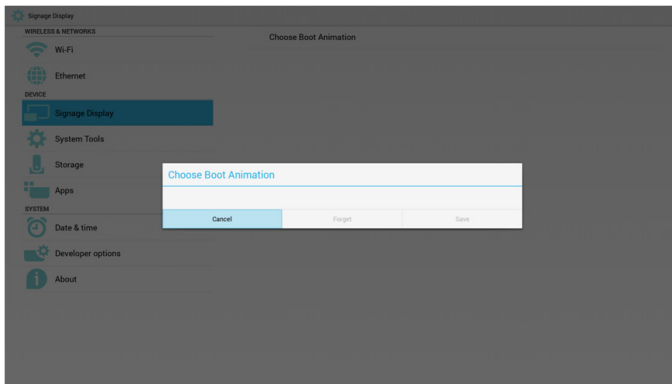 Signage Display
WIRELESS & NETWORKS
Wi-Fi
Ethernet
DEVICE
Signage Display
System Tools
Storage
Apps
SYSTEM
Date & time
Developer options
About
Choose Boot Animation
Choose Boot Animation
Cancel Forget Save